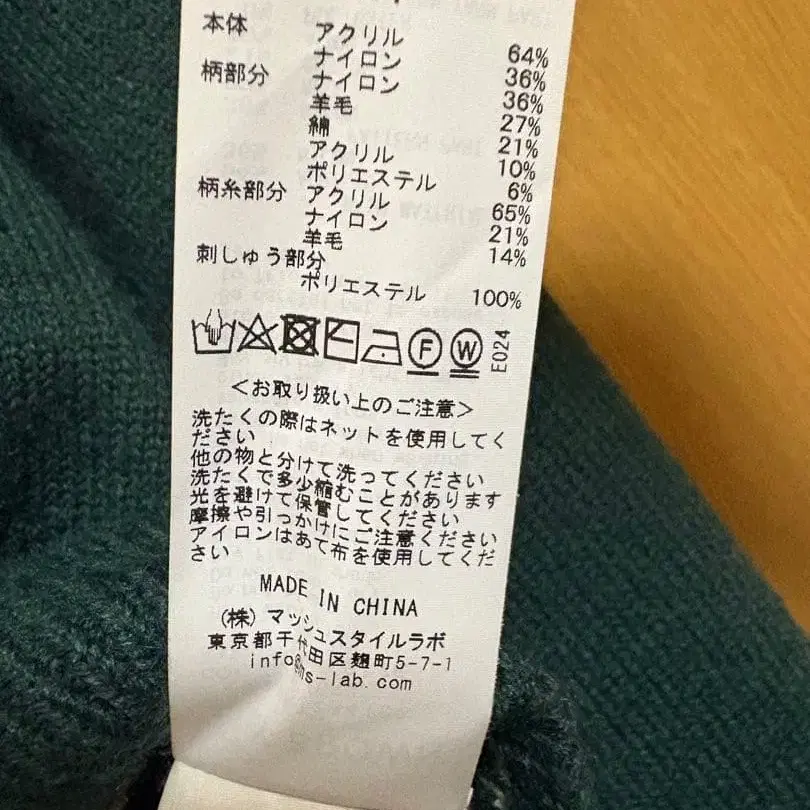 本体 アクリル 64%
ナイロン 36%
柄部分 ナイロン 36%
羊毛 27%
綿 21%
アクリル 10%
ポリエステル 6%
柄糸部分 アクリル 65%
ナイロン 21%
羊毛 14%
刺しゅう部分
ポリエステル 100%
F W E024
<お取り扱い上のご注意>
洗たくの際はネットを使用してく
ださい
他の物と分けて洗ってください
洗たくで多少縮むことがあります
光を避けて保管してください
摩擦や引っかけにご注意ください
アイロンはあて布を使用してくだ
さい
MADE IN CHINA
(株)マッシュスタイルラボ
東京都千代田区麹町5-7-1
info@ms-lab.com